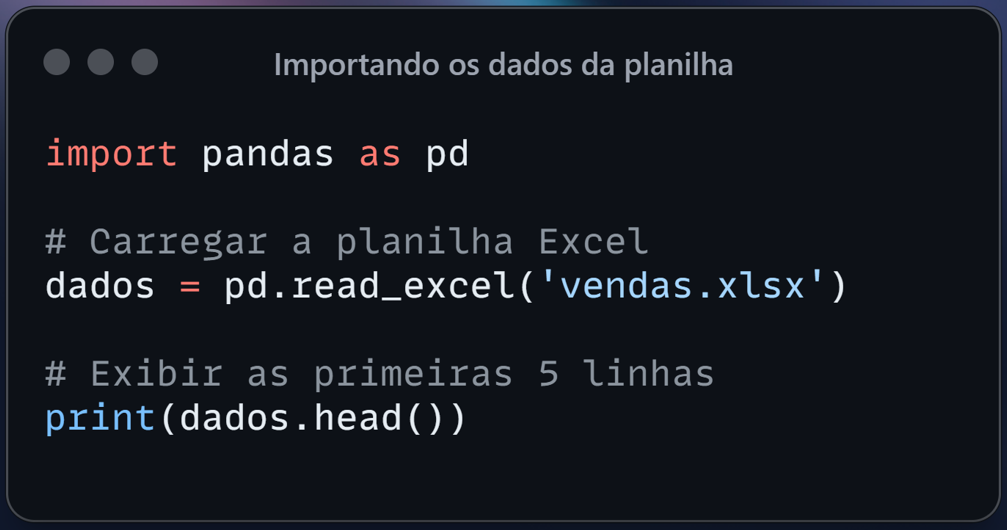 Importando os dados da planilha
import pandas as pd
# Carregar a planilha Excel
dados = pd.read_excel('vendas.xlsx')
# Exibir as primeiras 5 linhas
print(dados.head())